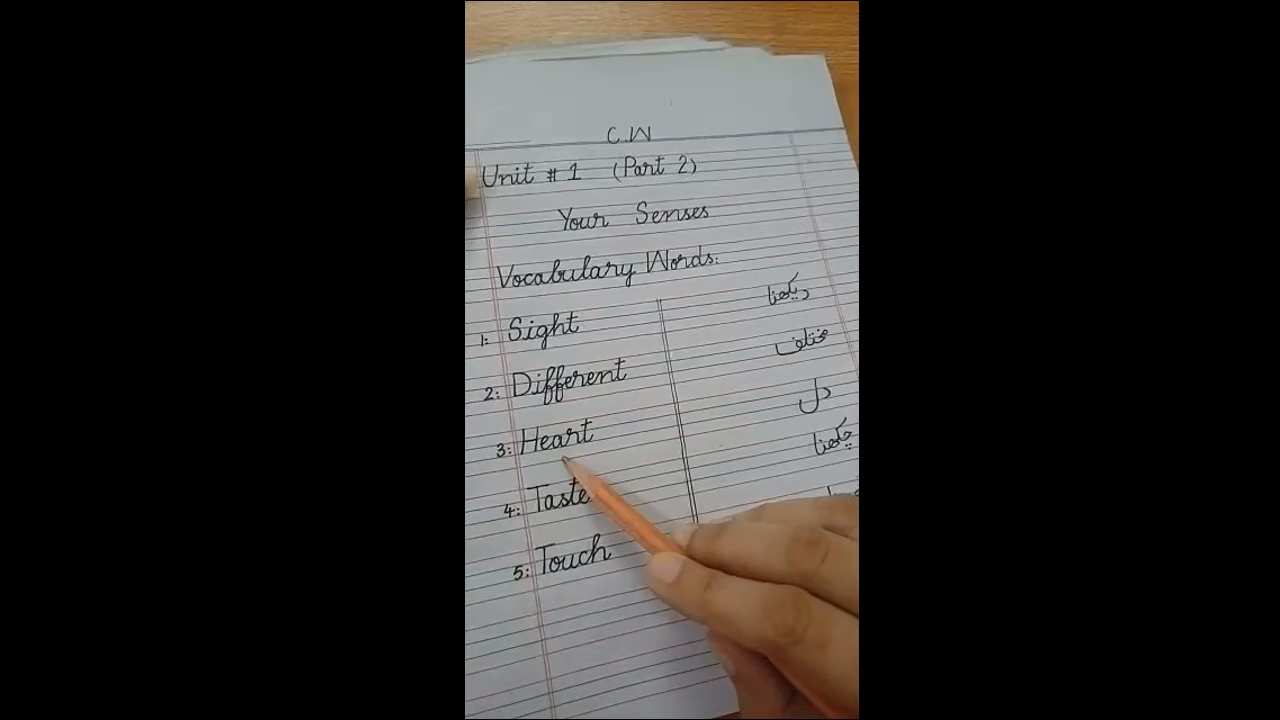 C.W
Unit # 1 (Part 2)
Your Senses
Vocabulary Words:
1: Sight دیکھنا
2: Different مختلف
3: Heart دل
4: Taste چکھنا
5: Touch